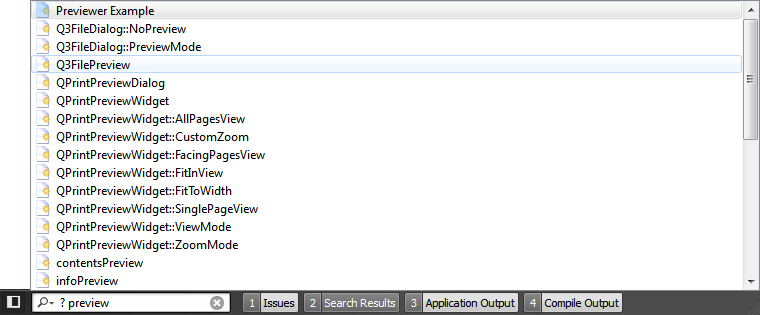 Previewer Example
Q3FileDialog::NoPreview
Q3FileDialog::PreviewMode
Q3FilePreview
QPrintPreviewDialog
QPrintPreviewWidget
QPrintPreviewWidget::AllPagesView
QPrintPreviewWidget::CustomZoom
QPrintPreviewWidget::FacingPagesView
QPrintPreviewWidget::FitInView
QPrintPreviewWidget::FitToWidth
QPrintPreviewWidget::SinglePageView
QPrintPreviewWidget::ViewMode
QPrintPreviewWidget::ZoomMode
contentsPreview
infoPreview
? preview 1 Issues 2 Search Results 3 Application Output 4 Compile Output